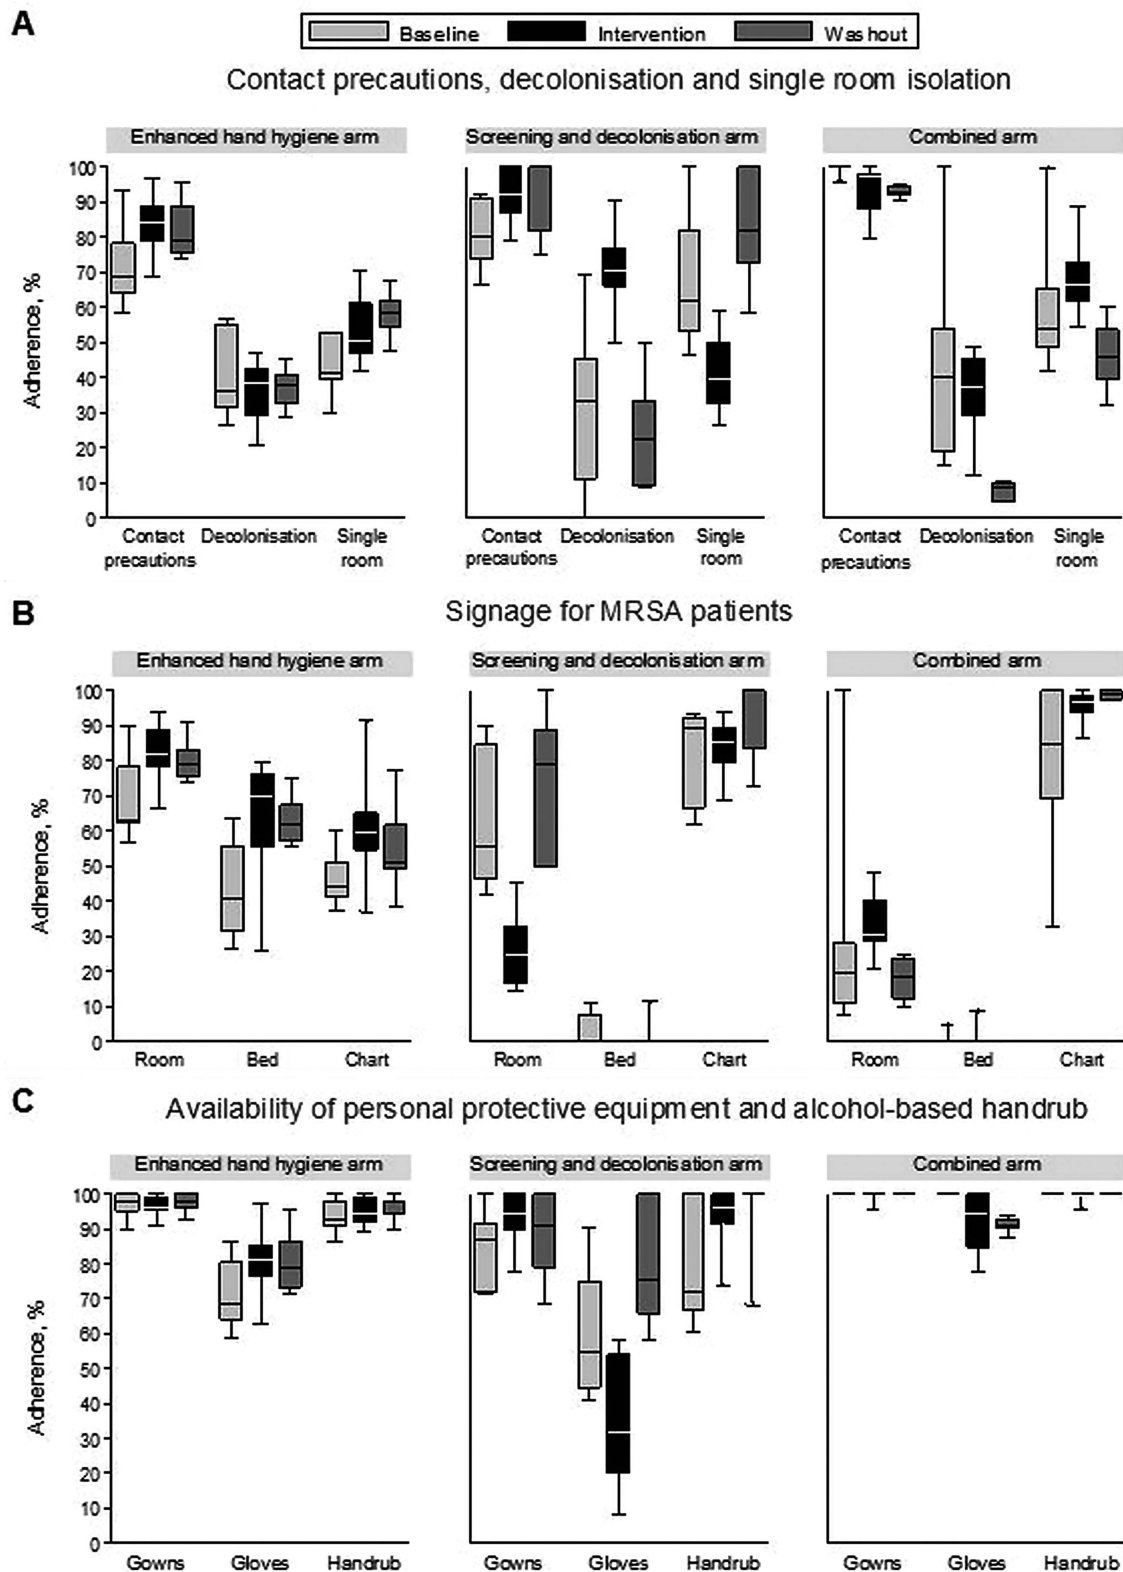 A
Baseline Intervention Washout
Contact precautions, decolonisation and single room isolation
Enhanced hand hygiene arm Screening and decolonisation arm Combined arm
Adherence, %
100
90
80
70
60
50
40
30
20
10
0
Contact precautions Decolonisation Single room Contact precautions Decolonisation Single room Contact precautions Decolonisation Single room
B
Signage for MRSA patients
Enhanced hand hygiene arm Screening and decolonisation arm Combined arm
Adherence, %
100
90
80
70
60
50
40
30
20
10
0
Room Bed Chart Room Bed Chart Room Bed Chart
C
Availability of personal protective equipment and alcohol-based handrub
Enhanced hand hygiene arm Screening and decolonisation arm Combined arm
Adherence, %
100
90
80
70
60
50
40
30
20
10
0
Gowns Gloves Handrub Gowns Gloves Handrub Gowns Gloves Handrub